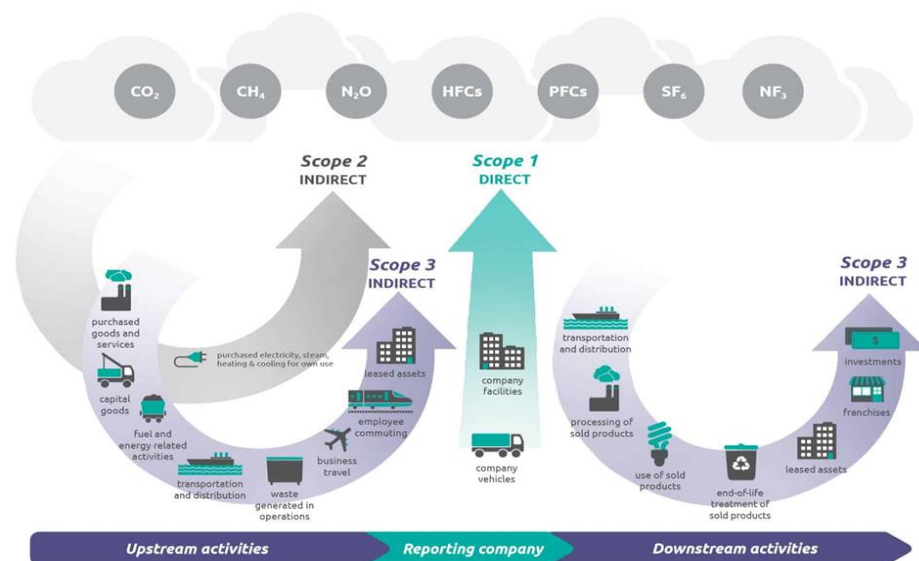 CO₂
CH₄
N₂O
HFCs
PFCs
SF₆
NF₃
Scope 2
INDIRECT
Scope 1
DIRECT
Scope 3
INDIRECT
Scope 3
INDIRECT
purchased
goods and
services
capital
goods
fuel and
energy related
activities
transportation
and distribution
waste
generated in
operations
business
travel
employee
commuting
leased assets
purchased electricity, steam,
heating & cooling for own use
company
facilities
company
vehicles
transportation
and distribution
processing of
sold products
use of sold
products
end-of-life
treatment of
sold products
leased assets
franchises
$
investments
Upstream activities
Reporting company
Downstream activities